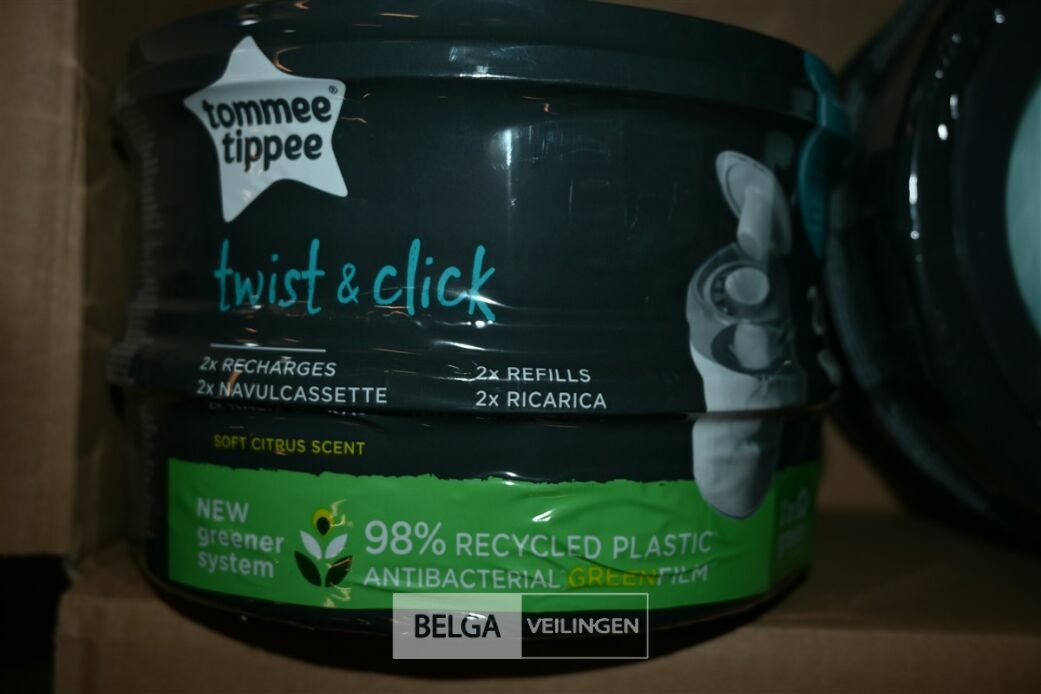 tommee®
tippee
twist & click
2x RECHARGES
2x NAVULCASSETTE
2x REFILLS
2x RICARICA
SOFT CITRUS SCENT
NEW
greener
system
98% RECYCLED PLASTIC
ANTIBACTERIAL GREENFILM
BELGA VEILINGEN